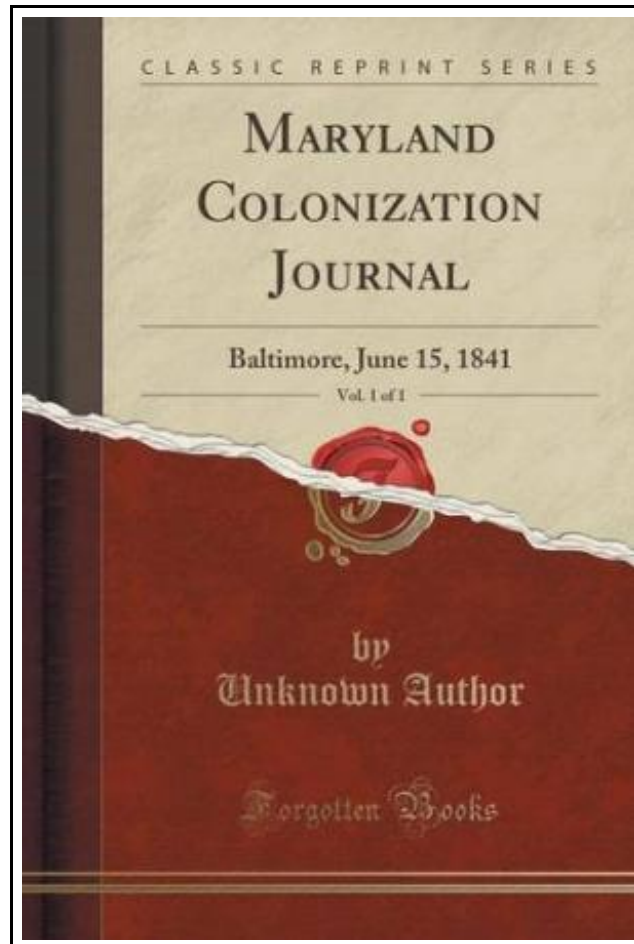 CLASSIC REPRINT SERIES
MARYLAND
COLONIZATION
JOURNAL
Baltimore, June 15, 1841
Vol. 1 of 1
by
Unknown Author
Forgotten Books